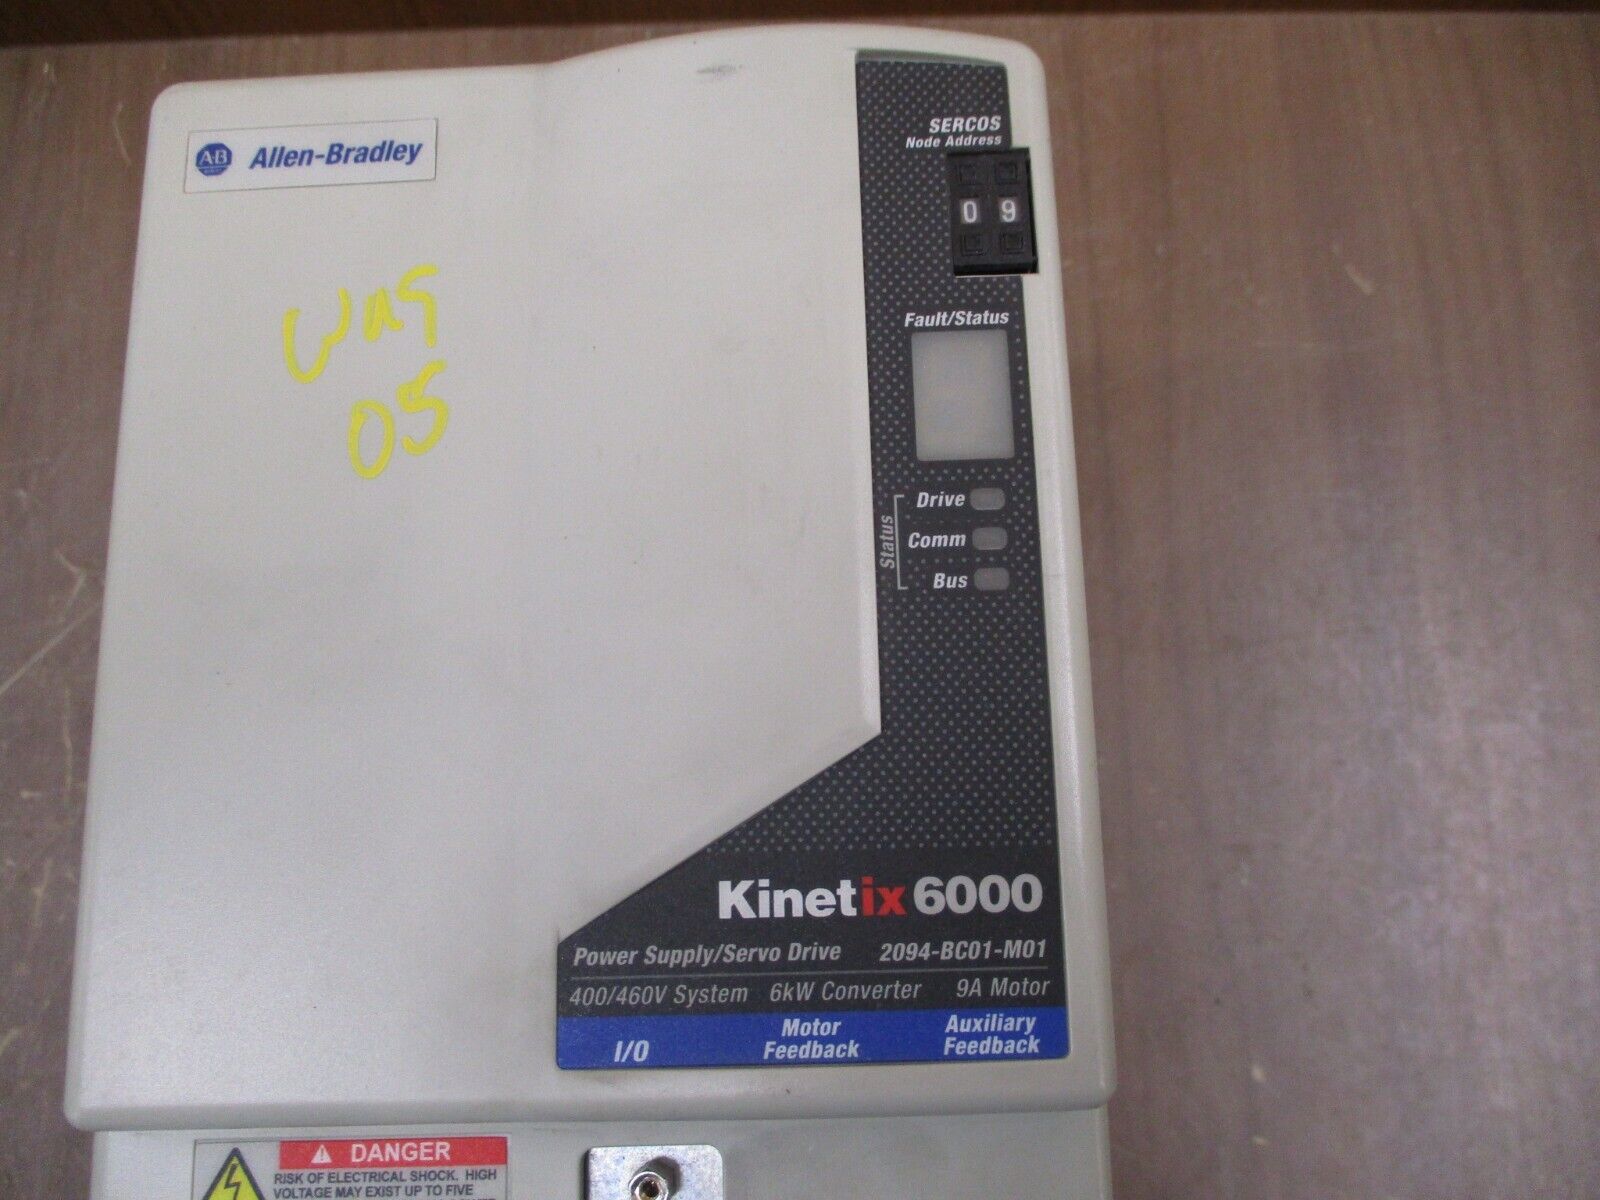 AB Allen-Bradley
was
05
SERCOS
Node Address
0 9
Fault/Status
Status
Drive
Comm
Bus
Kinetix 6000
Power Supply/Servo Drive 2094-BC01-M01
400/460V System 6kW Converter 9A Motor
I/O
Motor
Feedback
Auxiliary
Feedback
DANGER
RISK OF ELECTRICAL SHOCK. HIGH
VOLTAGE MAY EXIST UP TO FIVE